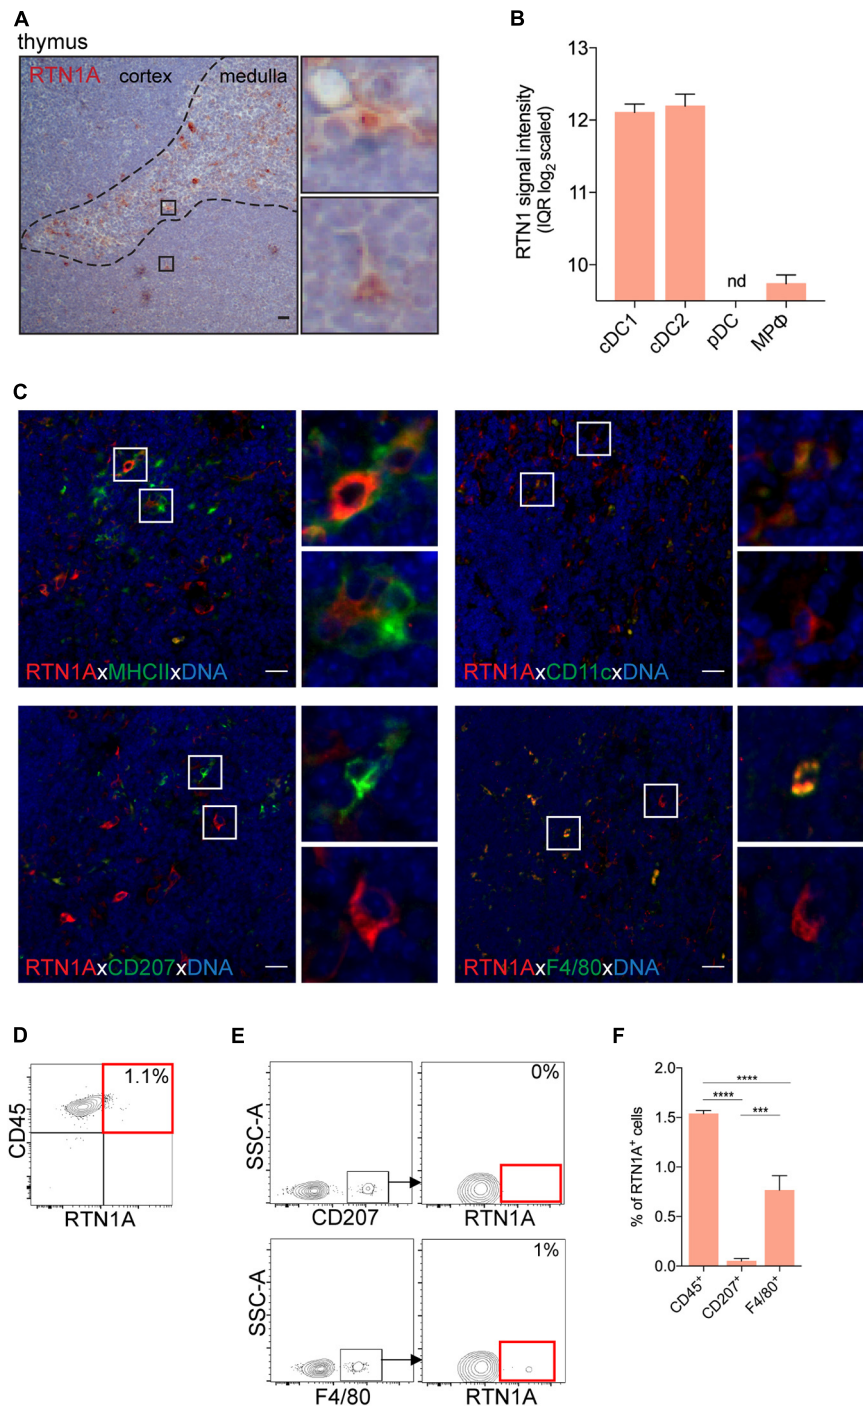 A
thymus
RTN1A cortex medulla
B
RTN1 signal intensity
(IQR log2 scaled)
13
12
11
10
nd
cDC1
cDC2
pDC
MPΦ
C
RTN1AxMHCIIxDNA
RTN1AxCD11cxDNA
RTN1AxCD207xDNA
RTN1AxF4/80xDNA
D
CD45
1.1%
RTN1A
E
SSC-A
CD207
0%
RTN1A
SSC-A
F4/80
1%
RTN1A
F
% of RTN1A+ cells
2.0
1.5
1.0
0.5
0.0
****
****
***
CD45+
CD207+
F4/80+